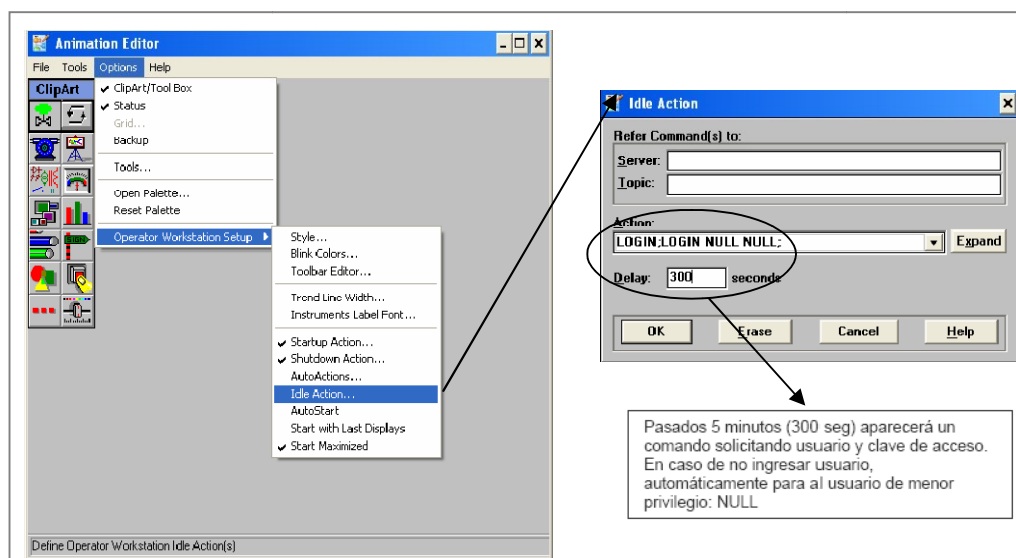 Animation Editor
File Tools Options Help
ClipArt
ClipArt/Tool Box
Status
Grid...
Backup
Tools...
Open Palette...
Reset Palette
Operator Workstation Setup
Style...
Blink Colors...
Toolbar Editor...
Trend Line Width...
Instruments Label Font...
Startup Action...
Shutdown Action...
AutoActions...
Idle Action...
AutoStart
Start with Last Displays
Start Maximized
Define Operator Workstation Idle Action(s)
Idle Action
Refer Command(s) to:
Server:
Topic:
Action:
LOGIN;LOGIN NULL NULL;
Expand
Delay: 300 seconds
OK Erase Cancel Help
Pasados 5 minutos (300 seg) aparecerá un
comando solicitando usuario y clave de acceso.
En caso de no ingresar usuario,
automáticamente para al usuario de menor
privilegio: NULL